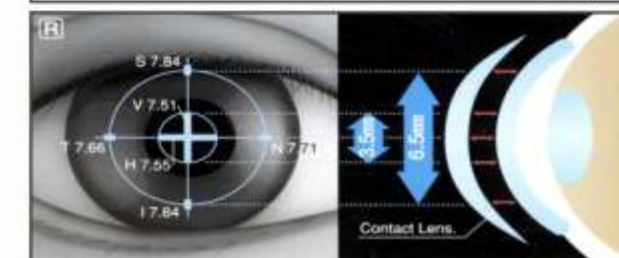 R
S 7.84
V 7.51
T 7.66
N 7.71
H 7.55
I 7.84
3.5mm
6.5mm
Contact Lens.